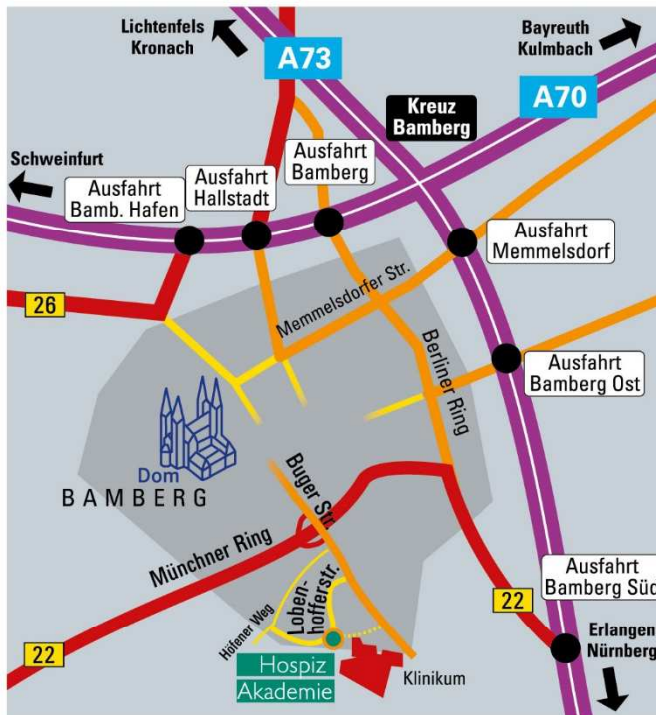 Lichtenfels
Kronach
Bayreuth
Kulmbach
A73
A70
Kreuz
Bamberg
Schweinfurt
Ausfahrt
Bamb. Hafen
Ausfahrt
Hallstadt
Ausfahrt
Bamberg
Ausfahrt
Memmelsdorf
26
Memmelsdorfer Str.
Berliner Ring
Ausfahrt
Bamberg Ost
Dom
BAMBERG
Buger Str.
Münchner Ring
Ausfahrt
Bamberg Süd
Loben-
hofferstr.
Höfener Weg
22
22
Erlangen
Nürnberg
Hospiz
Akademie
Klinikum